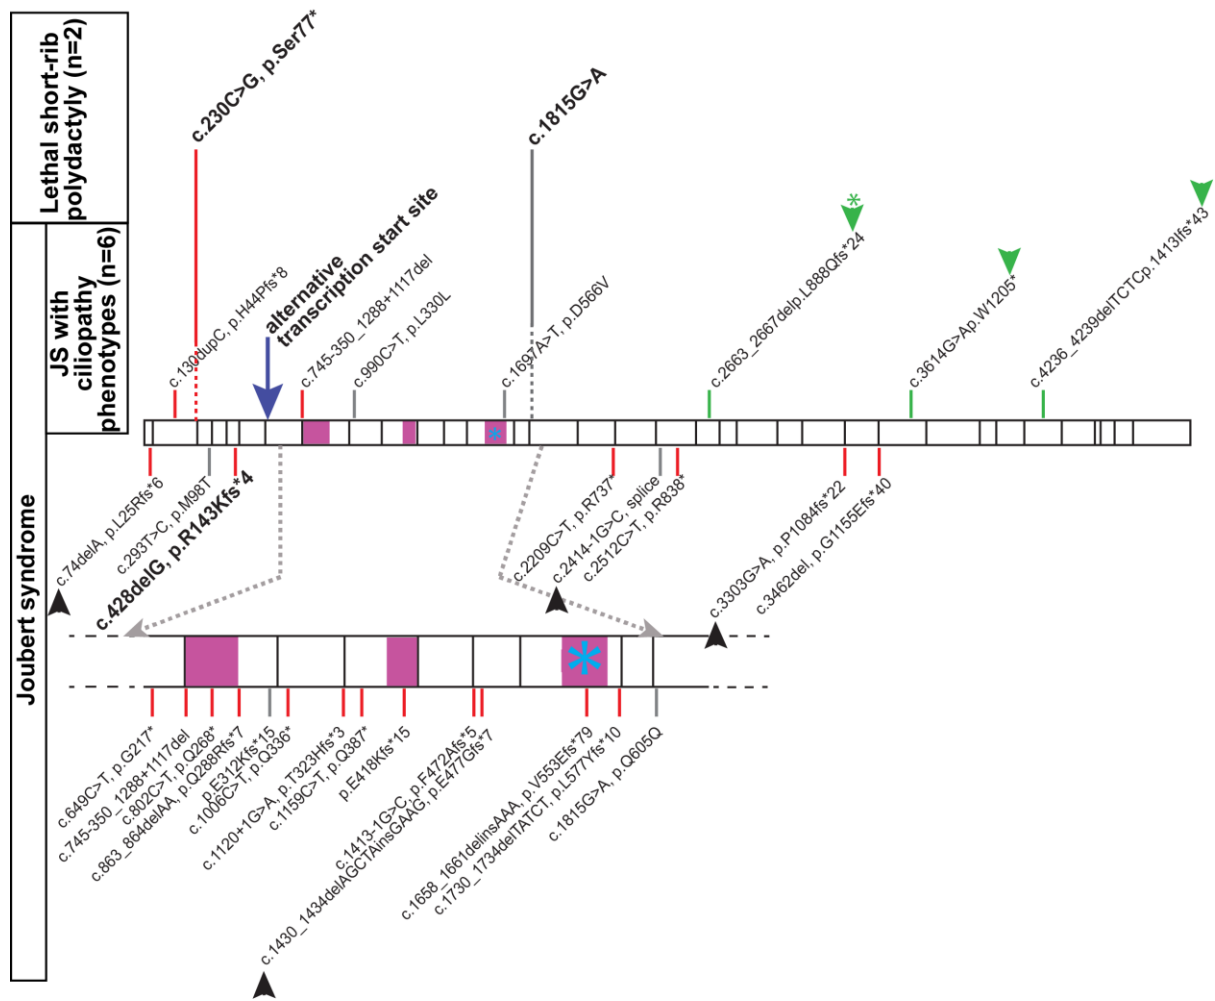 Lethal short-rib
polydactyly (n=2)
c.230C>G, p.Ser77*
c.1815G>A
JS with
ciliopathy
phenotypes (n=6)
c.130dupC, p.H44Pfs*8
alternative
transcription start site
c.745-350_1288+1117del
c.990C>T, p.L330L
c.1697A>T, p.D566V
*
c.2663_2667delp.L888Qfs*24
c.3614G>Ap.W1205*
c.4236_4239delTCTCp.1413Ifs*43
*
Joubert syndrome
c.74delA, p.L25Rfs*6
c.293T>C, p.M98T
c.428delG, p.R143Kfs*4
c.2209C>T, p.R737*
c.2414-1G>C, splice
c.2512C>T, p.R838*
c.3303G>A, p.P1084fs*22
c.3462del, p.G1155Efs*40
*
c.649C>T, p.G217*
c.745-350_1288+1117del
c.802C>T, p.Q268*
c.863_864delAA, p.Q288Rfs*7
p.E312Kfs*15
c.1006C>T, p.Q336*
c.1120+1G>A, p.T323Hfs*3
c.1159C>T, p.Q387*
p.E418Kfs*15
c.1413-1G>C, p.F472Afs*5
c.1430_1434delAGCTAinsGAAG, p.E477Gfs*7
c.1658_1661delinsAAA, p.V553Efs*79
c.1730_1734delTATCT, p.L577Yfs*10
c.1815G>A, p.Q605Q